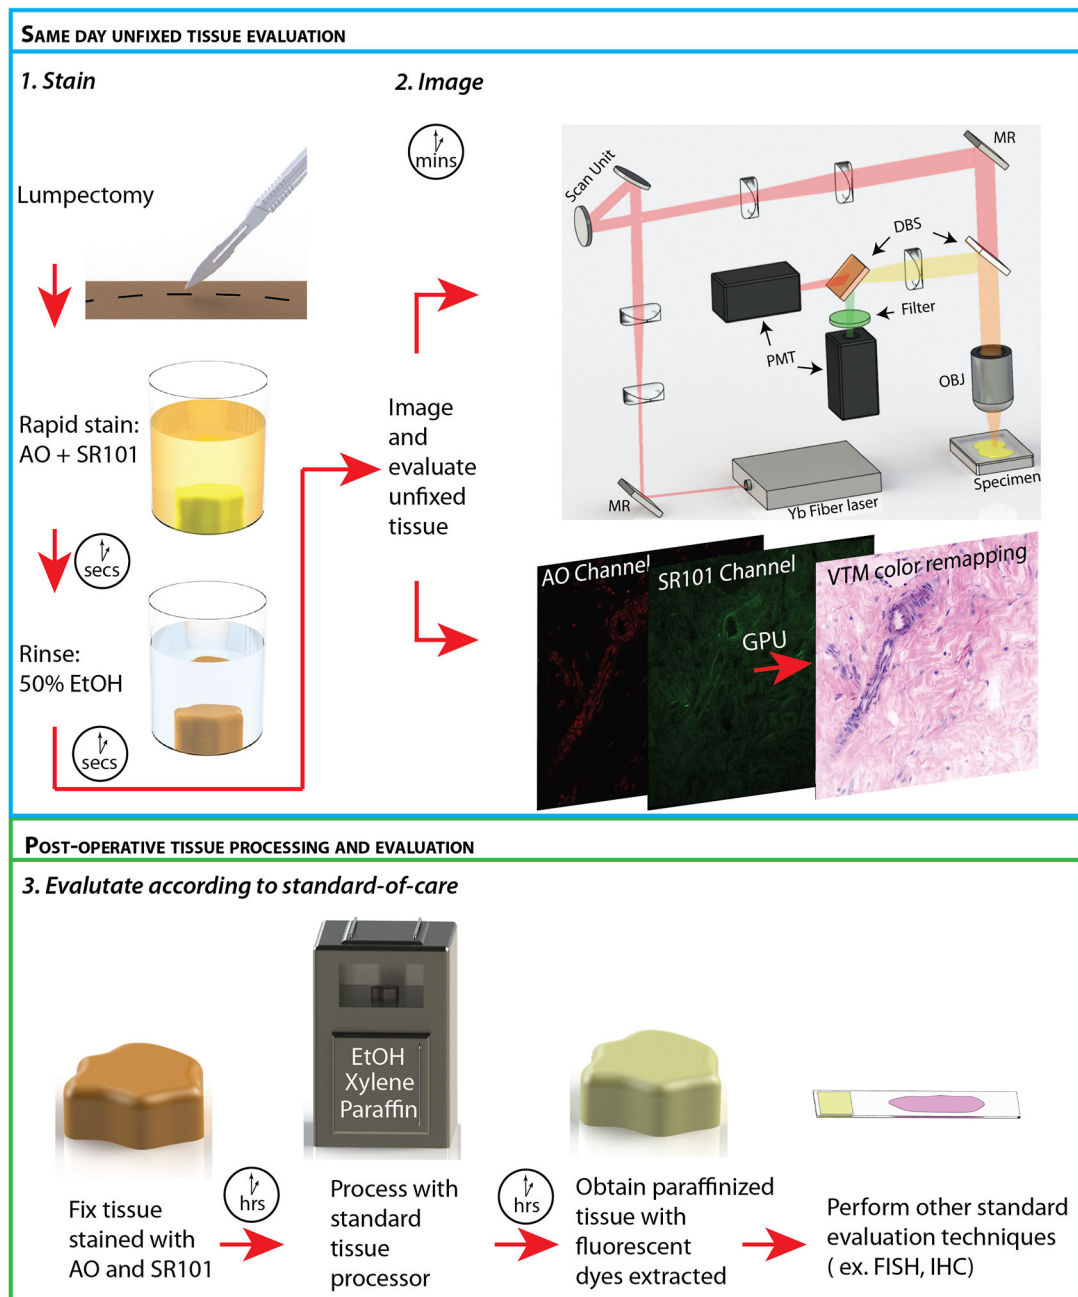 SAME DAY UNFIXED TISSUE EVALUATION
1. Stain
Lumpectomy
Rapid stain:
AO + SR101
secs
Rinse:
50% EtOH
secs
2. Image
mins
Image
and
evaluate
unfixed
tissue
MR
Scan Unit
DBS
Filter
PMT
OBJ
Specimen
Yb Fiber laser
MR
AO Channel
SR101 Channel
GPU
VTM color remapping
POST-OPERATIVE TISSUE PROCESSING AND EVALUATION
3. Evalutate according to standard-of-care
EtOH
Xylene
Paraffin
Fix tissue
stained with
AO and SR101
hrs
Process with
standard
tissue
processor
hrs
Obtain paraffinized
tissue with
fluorescent
dyes extracted
Perform other standard
evaluation techniques
( ex. FISH, IHC)